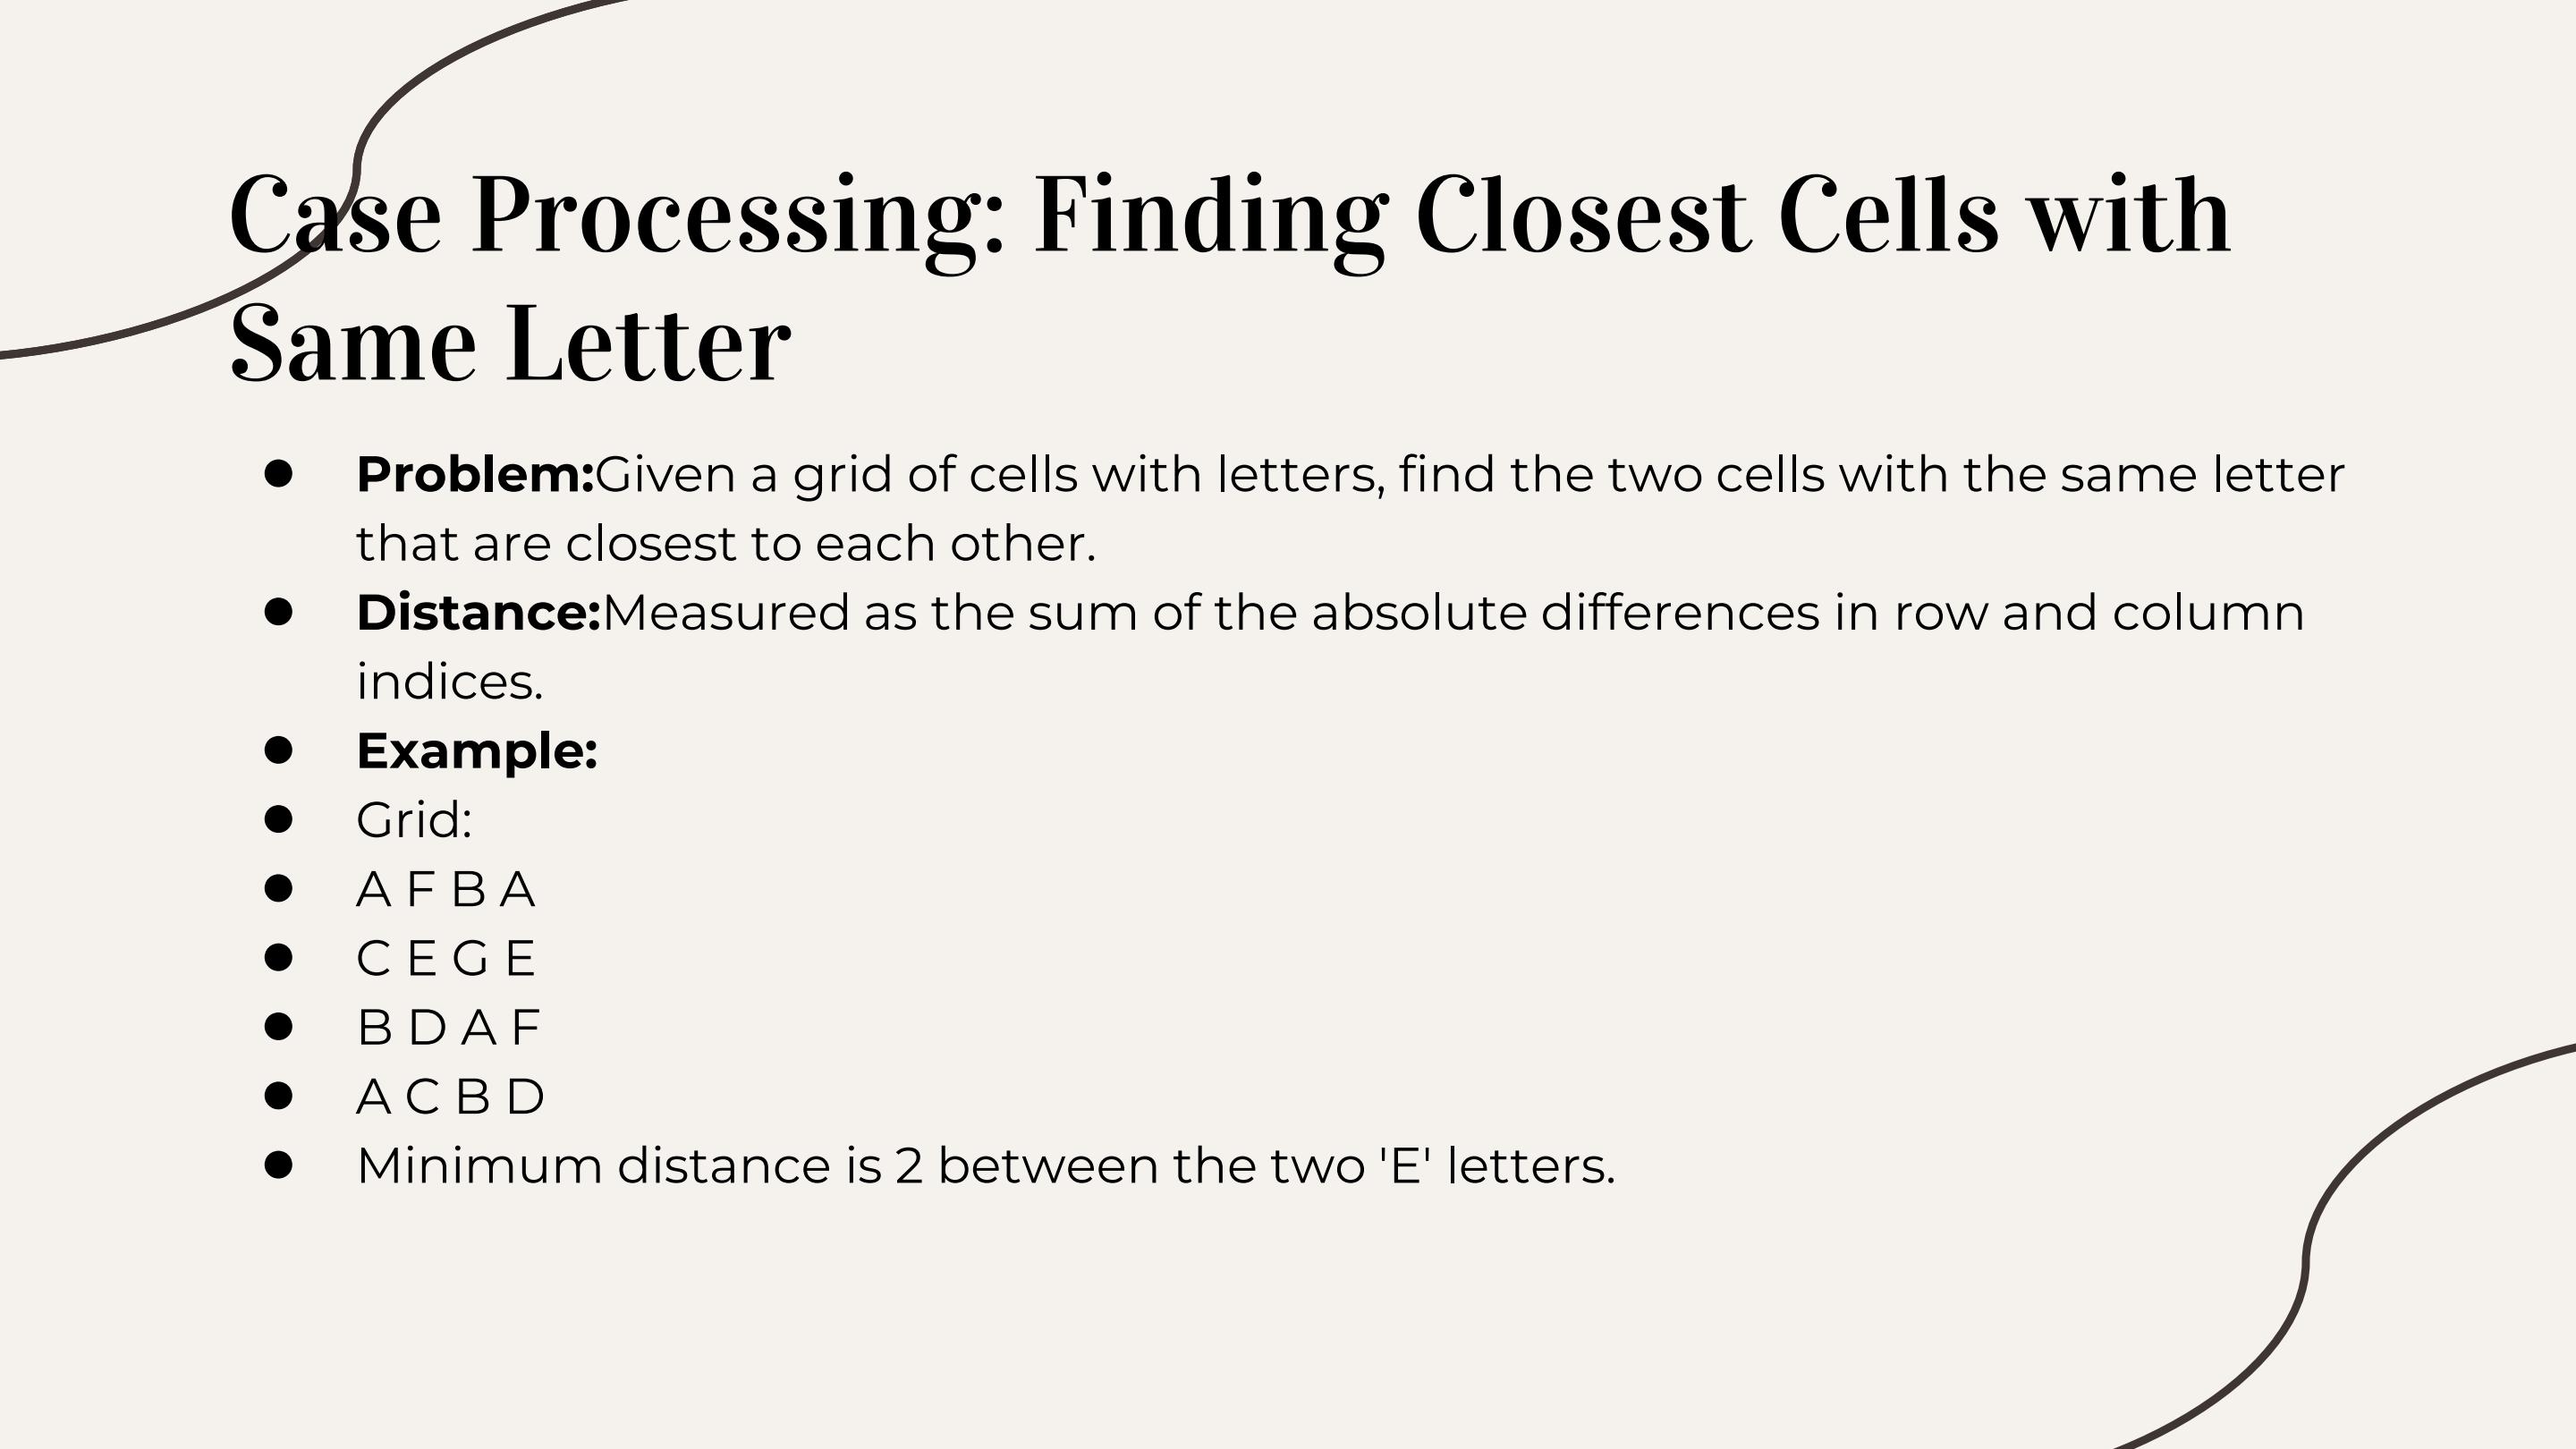 Case Processing: Finding Closest Cells with
Same Letter
● Problem:Given a grid of cells with letters, find the two cells with the same letter
that are closest to each other.
● Distance:Measured as the sum of the absolute differences in row and column
indices.
● Example:
● Grid:
● A F B A
● C E G E
● B D A F
● A C B D
● Minimum distance is 2 between the two 'E' letters.